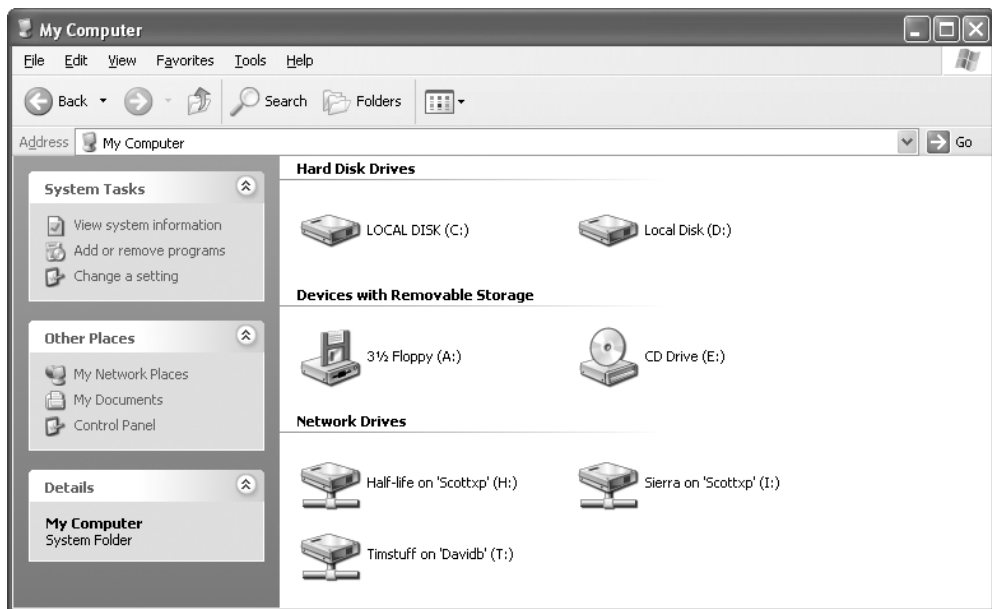 My Computer
File Edit View Favorites Tools Help
Back Search Folders
Address My Computer Go
System Tasks
View system information
Add or remove programs
Change a setting
Other Places
My Network Places
My Documents
Control Panel
Details
My Computer
System Folder
Hard Disk Drives
LOCAL DISK (C:) Local Disk (D:)
Devices with Removable Storage
3½ Floppy (A:) CD Drive (E:)
Network Drives
Half-life on 'Scottxp' (H:) Sierra on 'Scottxp' (I:)
Timstuff on 'Davidb' (T:)